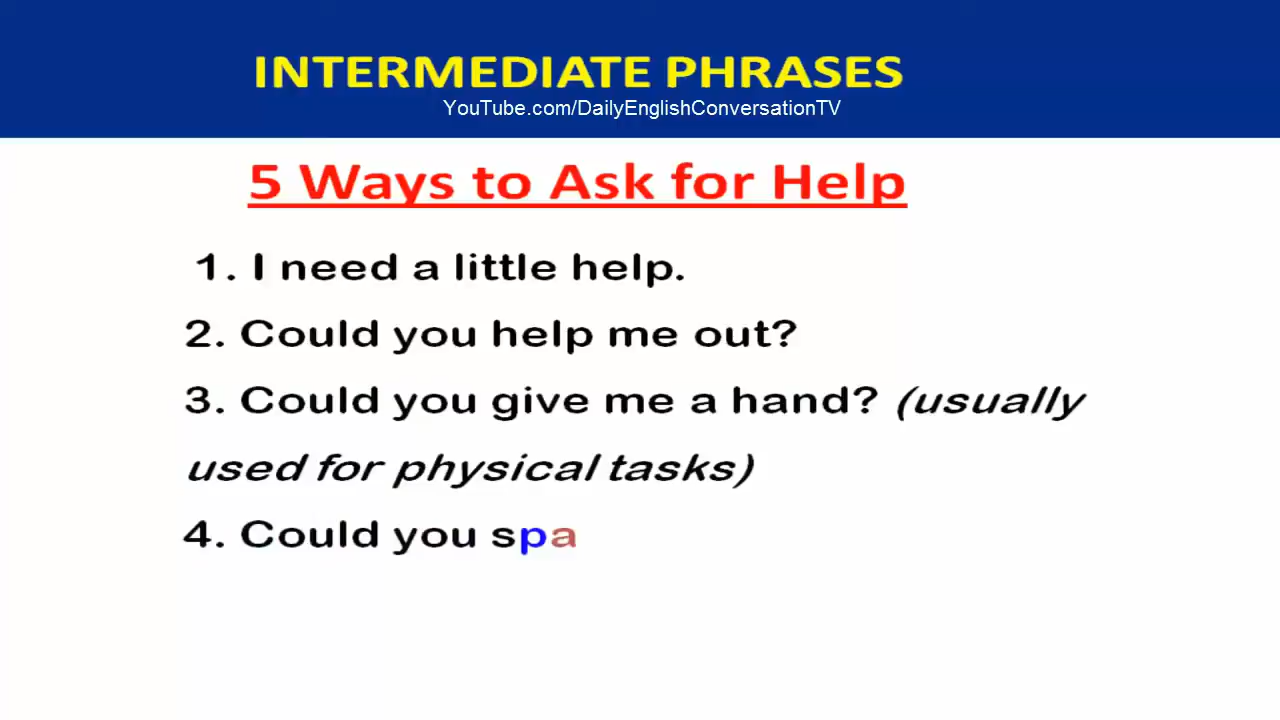 INTERMEDIATE PHRASES
YouTube.com/DailyEnglishConversationTV
5 Ways to Ask for Help
1. I need a little help.
2. Could you help me out?
3. Could you give me a hand? (usually
used for physical tasks)
4. Could you spa